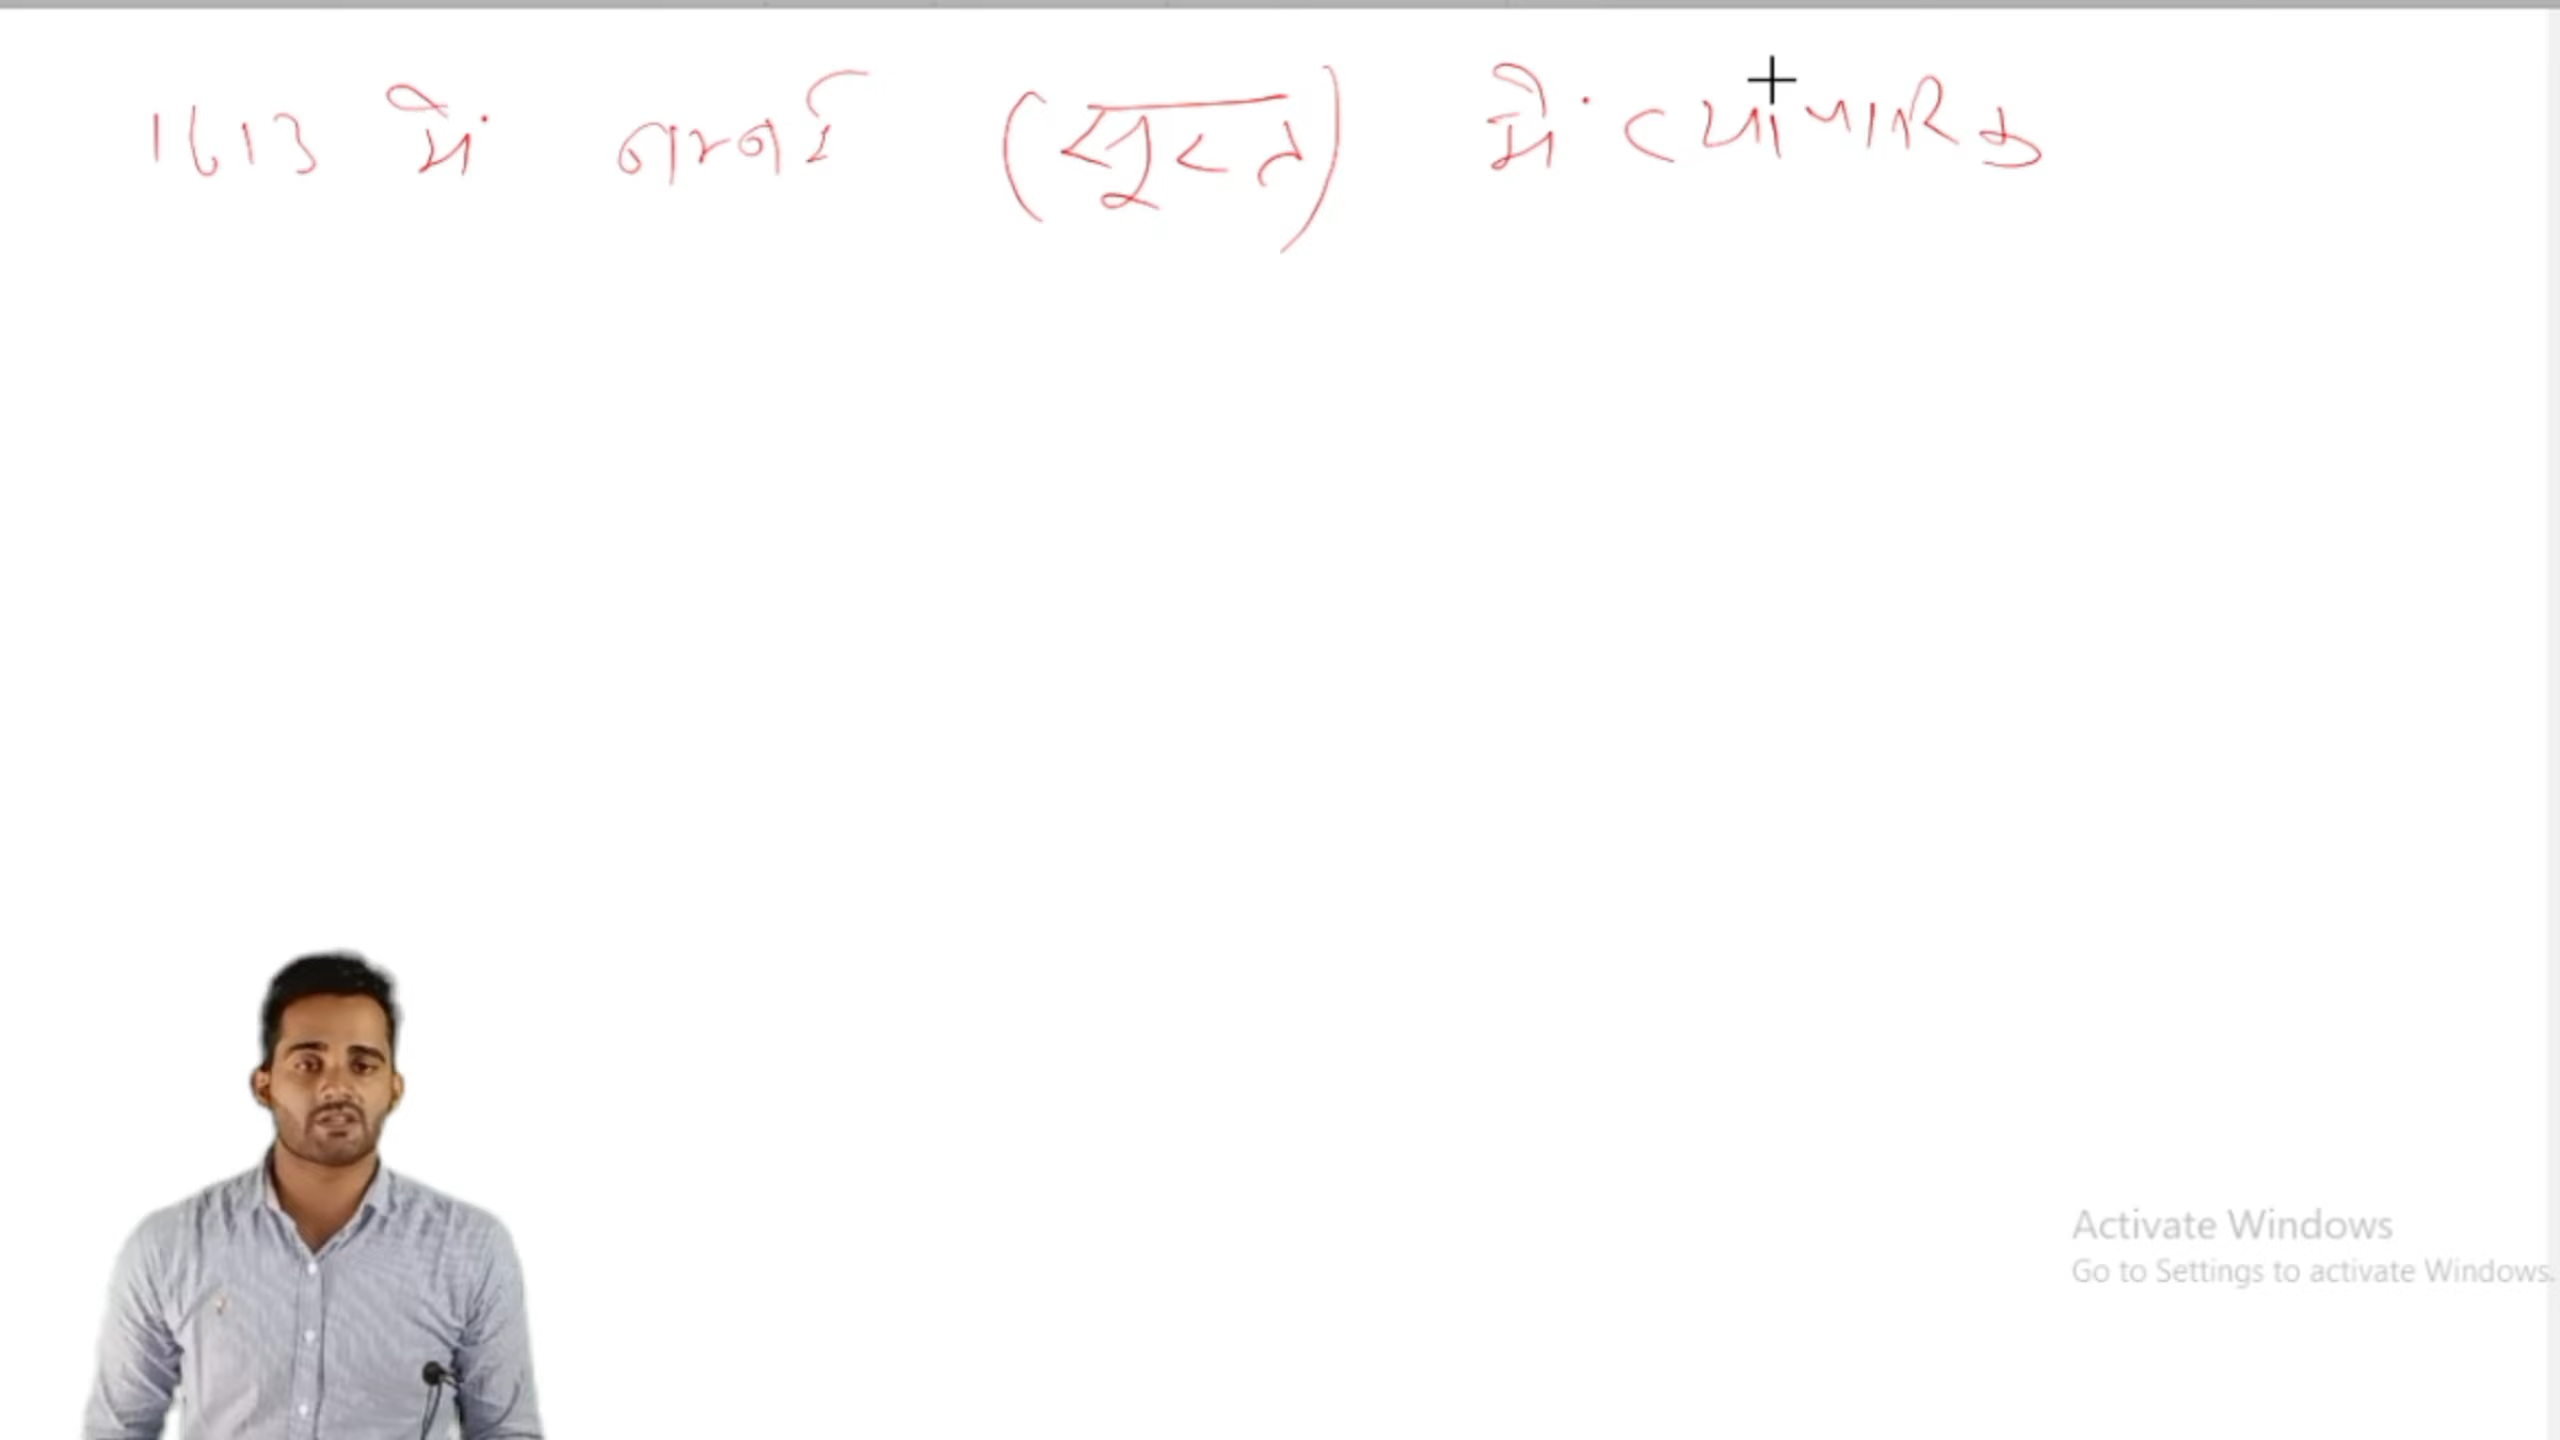 1613 में (सूरत) में व्यापारिक
Activate Windows
Go to Settings to activate Windows.